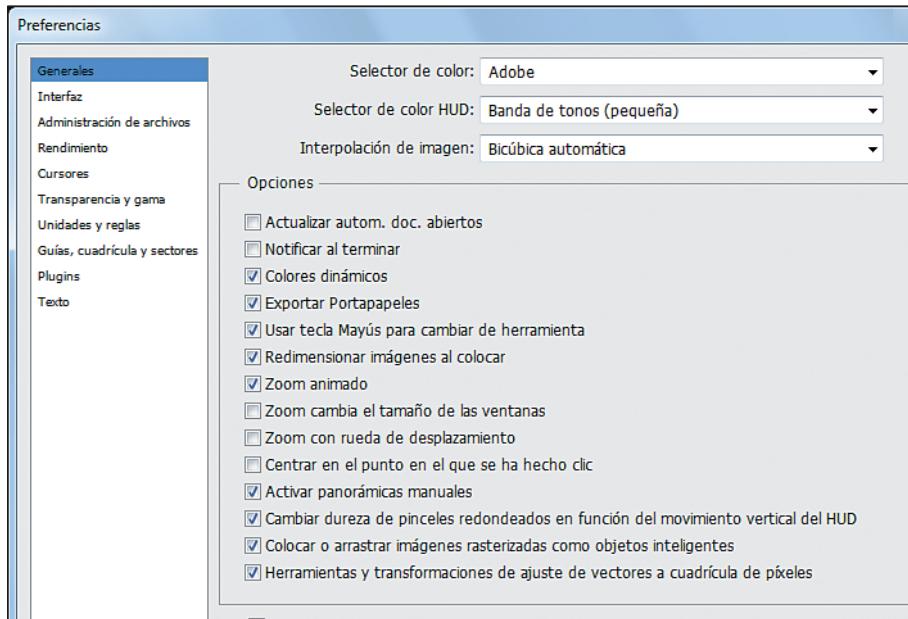 Preferencias
Generales
Interfaz
Administración de archivos
Rendimiento
Cursores
Transparencia y gama
Unidades y reglas
Guías, cuadrícula y sectores
Plugins
Texto
Selector de color: Adobe
Selector de color HUD: Banda de tonos (pequeña)
Interpolación de imagen: Bicúbica automática
Opciones
Actualizar autom. doc. abiertos
Notificar al terminar
Colores dinámicos
Exportar Portapapeles
Usar tecla Mayús para cambiar de herramienta
Redimensionar imágenes al colocar
Zoom animado
Zoom cambia el tamaño de las ventanas
Zoom con rueda de desplazamiento
Centrar en el punto en el que se ha hecho clic
Activar panorámicas manuales
Cambiar dureza de pinceles redondeados en función del movimiento vertical del HUD
Colocar o arrastrar imágenes rasterizadas como objetos inteligentes
Herramientas y transformaciones de ajuste de vectores a cuadrícula de píxeles